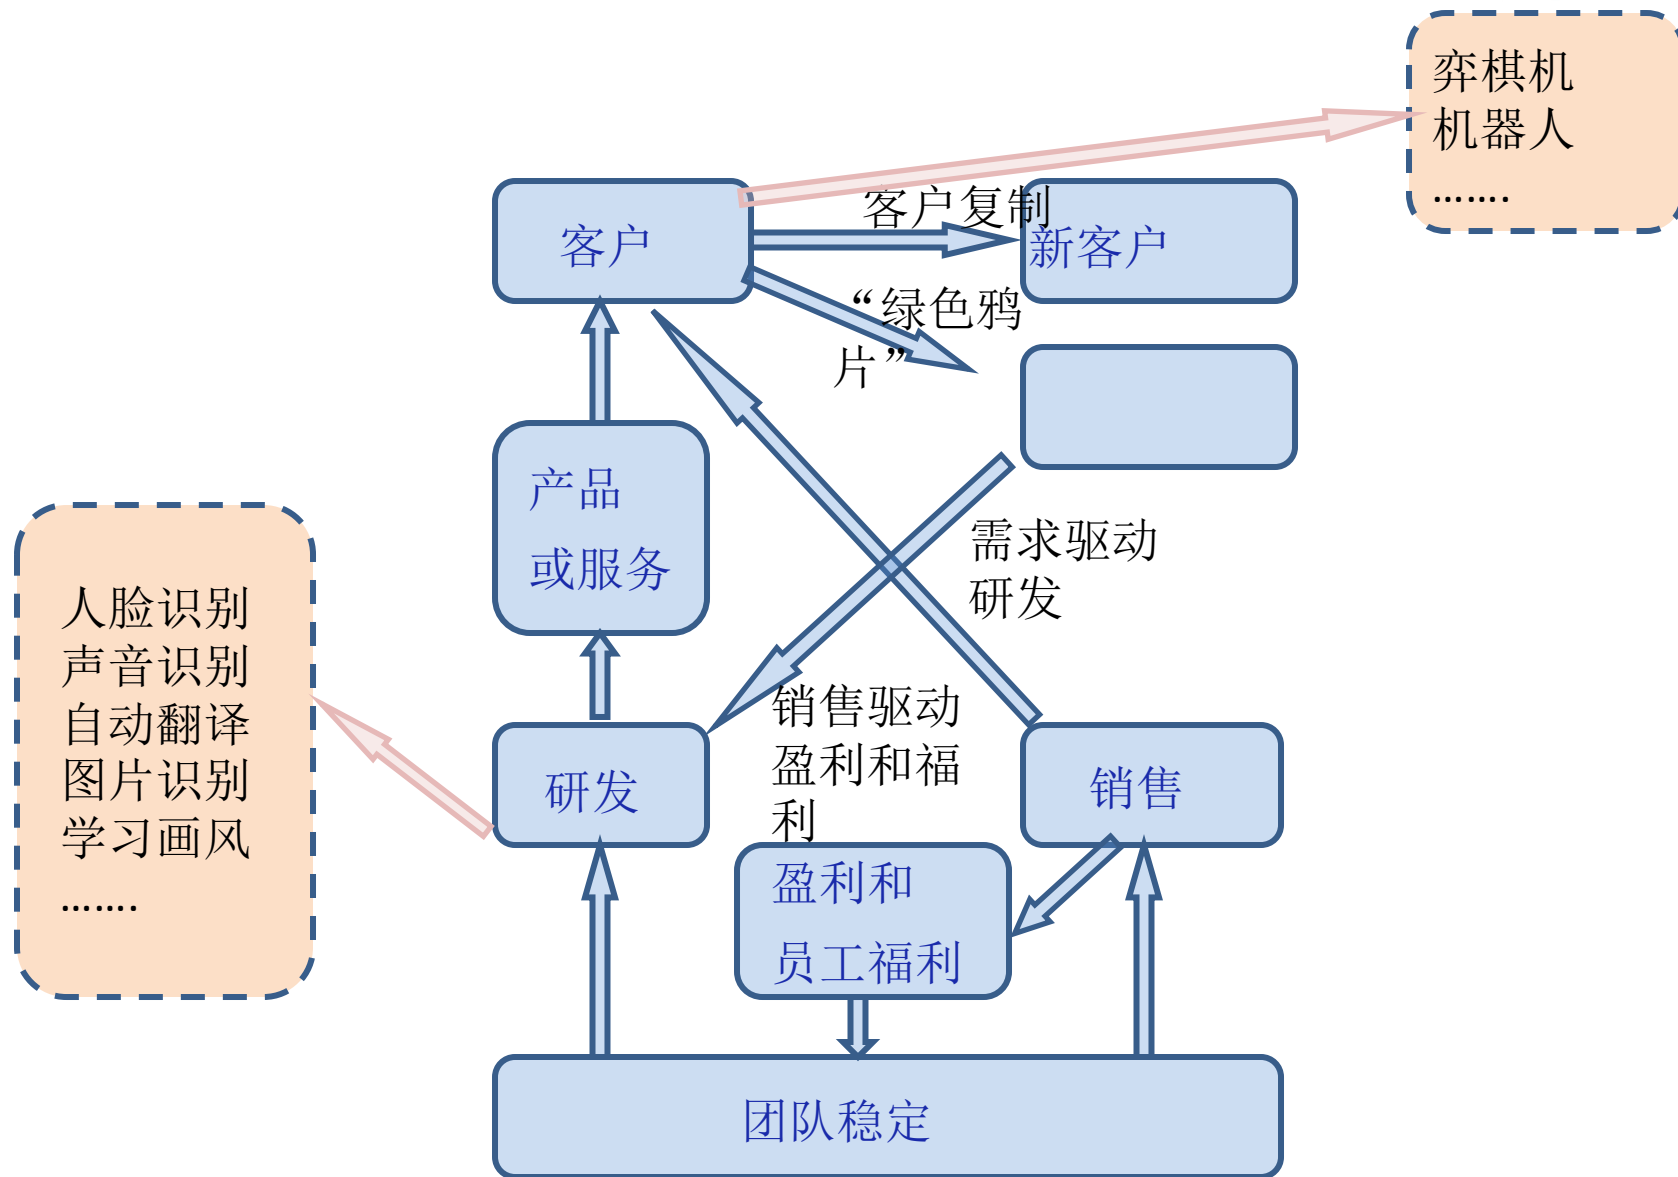 弈棋机
机器人
…….
客户复制
客户
新客户
“绿色鸦
片”
产品
或服务
需求驱动
研发
人脸识别
声音识别
自动翻译
图片识别
学习画风
…….
销售驱动
盈利和福
利
研发
销售
盈利和
员工福利
团队稳定